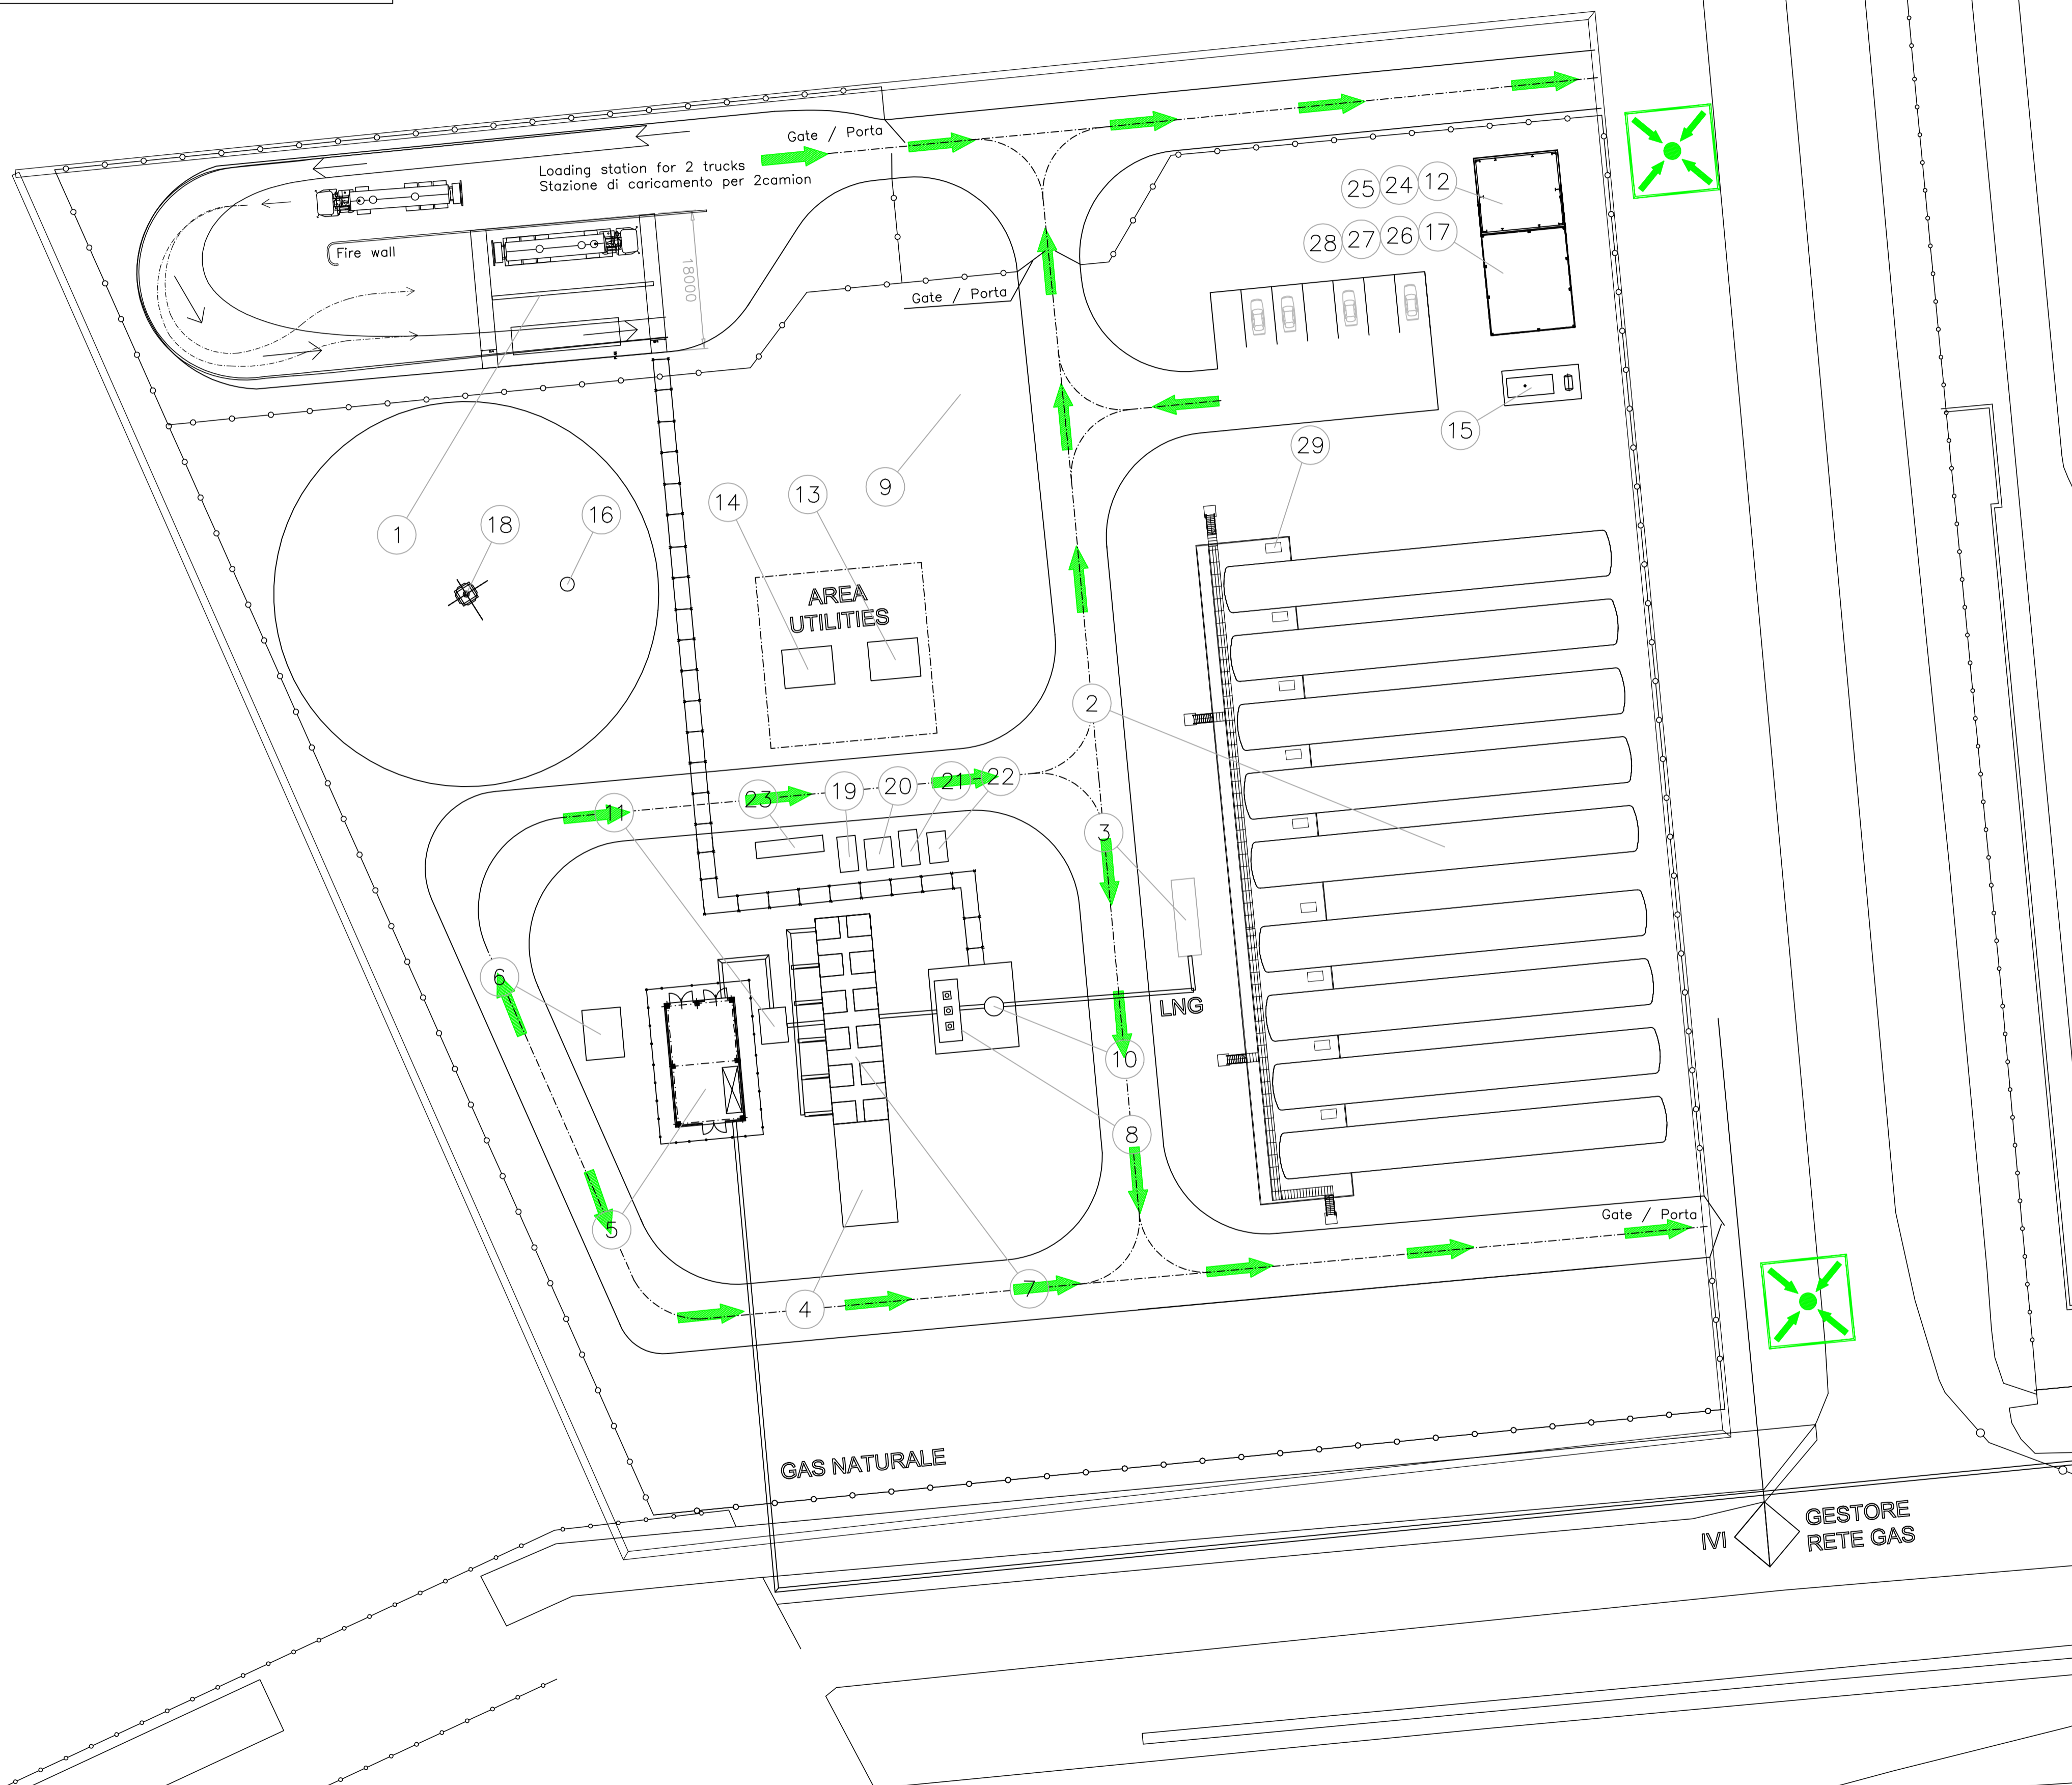 Gate / Porta
Loading station for 2 trucks
Stazione di caricamento per 2camion
25 24 12
28 27 26 17
Fire wall
18000
Gate / Porta
15
29
9
13
14
16
18
1
AREA
UTILITIES
2
22
21
20
19
23
11
3
6
LNG
10
8
5
Gate / Porta
7
4
GAS NATURALE
IVI
GESTORE
RETE GAS